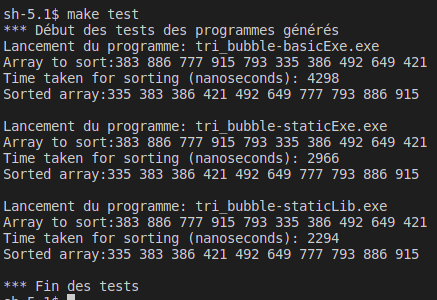 sh-5.1$ make test
*** Début des tests des programmes générés
Lancement du programme: tri_bubble-basicExe.exe
Array to sort:383 886 777 915 793 335 386 492 649 421
Time taken for sorting (nanoseconds): 4298
Sorted array:335 383 386 421 492 649 777 793 886 915
Lancement du programme: tri_bubble-staticExe.exe
Array to sort:383 886 777 915 793 335 386 492 649 421
Time taken for sorting (nanoseconds): 2966
Sorted array:335 383 386 421 492 649 777 793 886 915
Lancement du programme: tri_bubble-staticLib.exe
Array to sort:383 886 777 915 793 335 386 492 649 421
Time taken for sorting (nanoseconds): 2294
Sorted array:335 383 386 421 492 649 777 793 886 915
*** Fin des tests
sh-5.1$